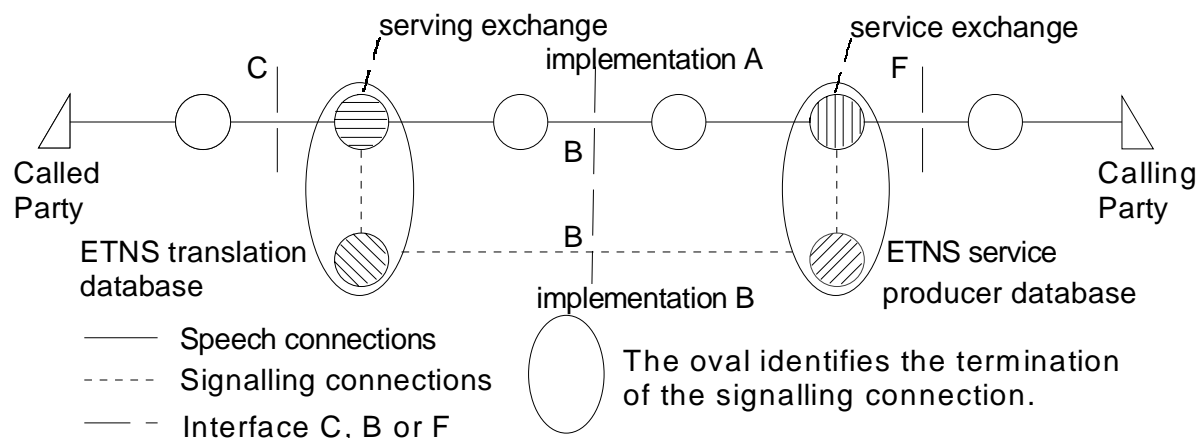 serving exchange
service exchange
implementation A
C
F
B
Called
Party
Calling
Party
B
ETNS translation
database
ETNS service
producer database
implementation B
Speech connections
Signalling connections
Interface C, B or F
The oval identifies the termination
of the signalling connection.